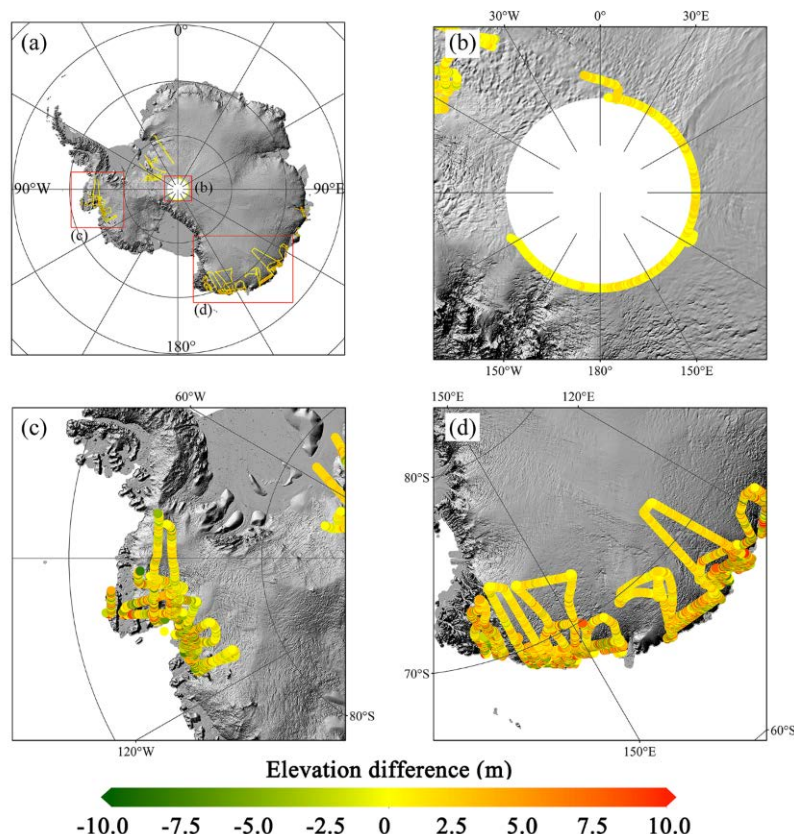 (a)
0°
90°W
(b)
90°E
(c)
(d)
180°
(b)
30°W
0°
30°E
150°W
180°
150°E
(c)
60°W
80°S
120°W
(d)
150°E
120°E
80°S
70°S
150°E
60°S
Elevation difference (m)
-10.0 -7.5 -5.0 -2.5 0 2.5 5.0 7.5 10.0